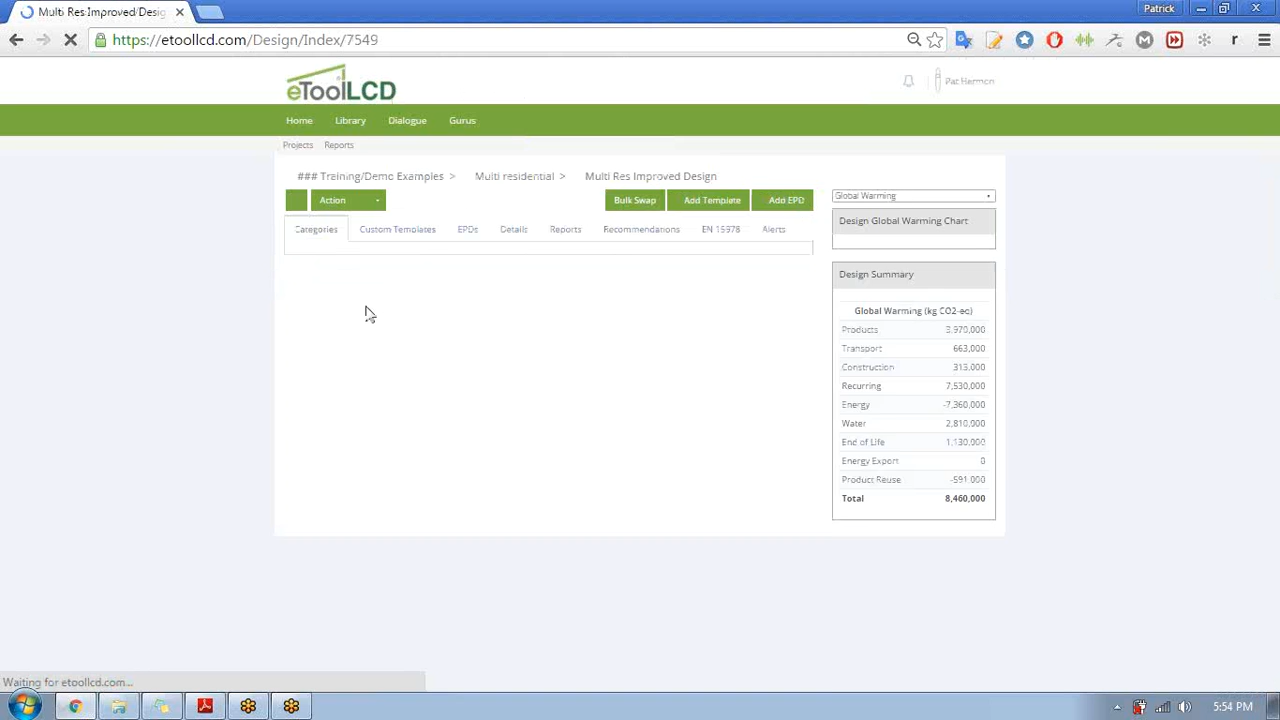 Multi Res Improved/Desig
Patrick
https://etoollcd.com/Design/Index/7549
eToolLCD
Pat Hermon
Home Library Dialogue Gurus
Projects Reports
### Training/Demo Examples > Multi residential > Multi Res Improved Design
Action Bulk Swap Add Template Add EPD
Categories Custom Templates EPDs Details Reports Recommendations EN 15978 Alerts
Global Warming
Design Global Warming Chart
Design Summary
Global Warming (kg CO2-eq)
Products 3,970,000
Transport 663,000
Construction 313,000
Recurring 7,530,000
Energy -7,360,000
Water 2,810,000
End of Life 1,130,000
Energy Export 0
Product Reuse -591,000
Total 8,460,000
Waiting for etoollcd.com...
5:54 PM